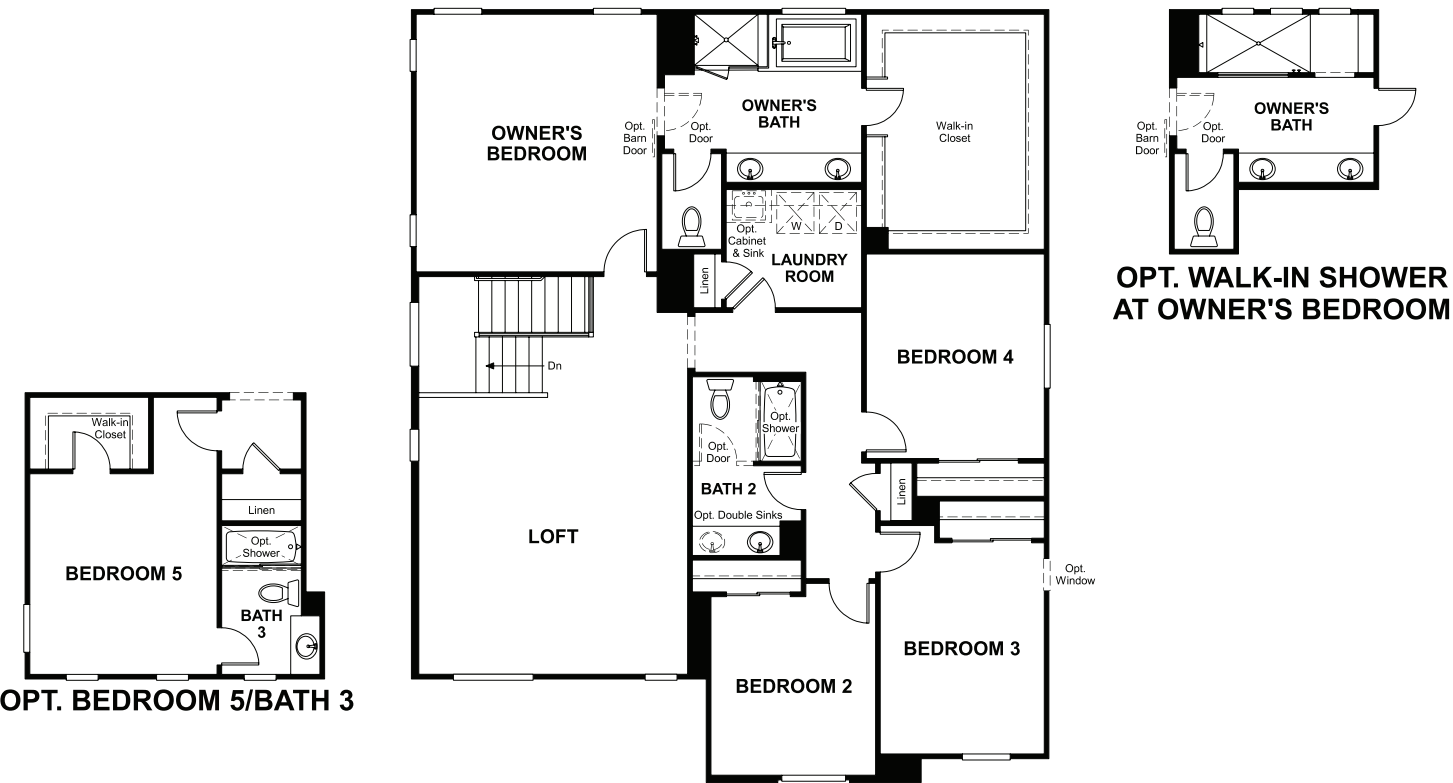 OWNER'S
BEDROOM
Opt.
Barn
Door
Opt.
Door
OWNER'S
BATH
Walk-in
Closet
Opt.
Cabinet
& Sink
W
D
LAUNDRY
ROOM
Linen
Dn
BEDROOM 4
Opt.
Shower
Opt.
Door
BATH 2
Opt. Double Sinks
Linen
LOFT
Opt.
Window
BEDROOM 3
BEDROOM 2
Opt.
Barn
Door
Opt.
Door
OWNER'S
BATH
OPT. WALK-IN SHOWER
AT OWNER'S BEDROOM
Walk-in
Closet
Linen
Opt.
Shower
BEDROOM 5
BATH
3
OPT. BEDROOM 5/BATH 3